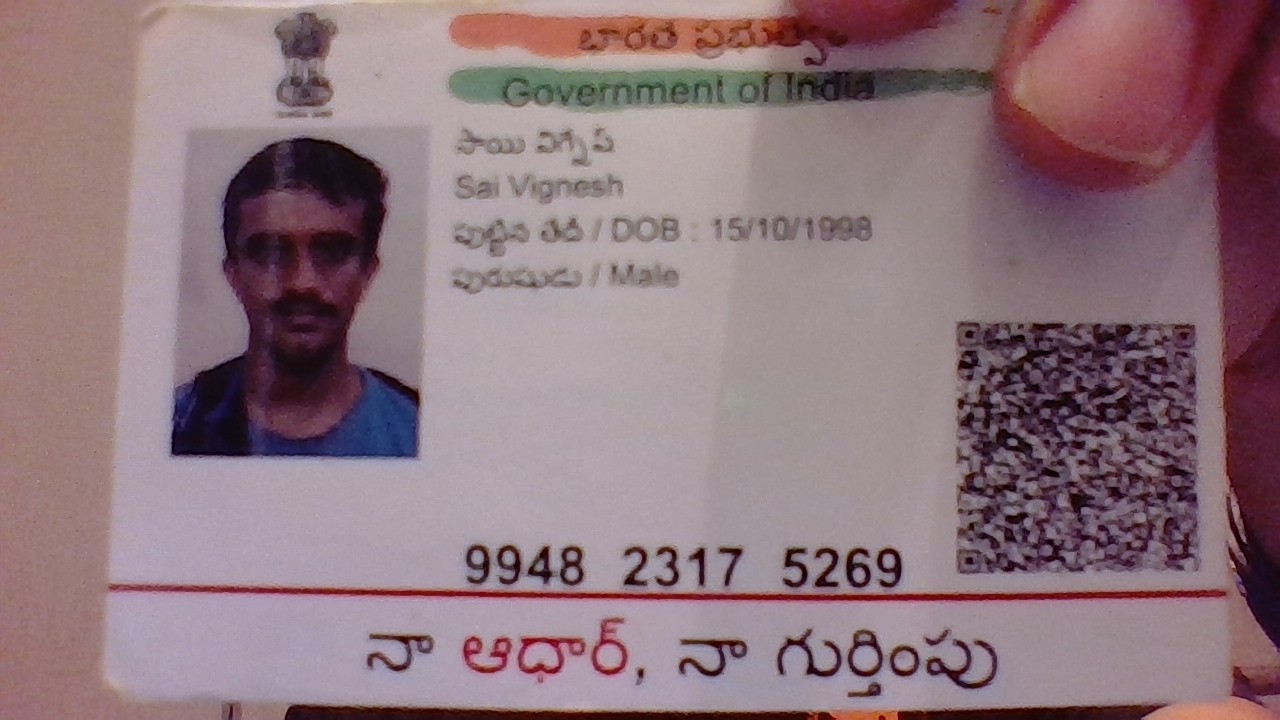 భారత ప్రభుత్వం
Government of India
సాయి విగ్నేష్
Sai Vignesh
పుట్టిన తేదీ / DOB : 15/10/1998
పురుషుడు / Male
9948 2317 5269
నా ఆధార్, నా గుర్తింపు